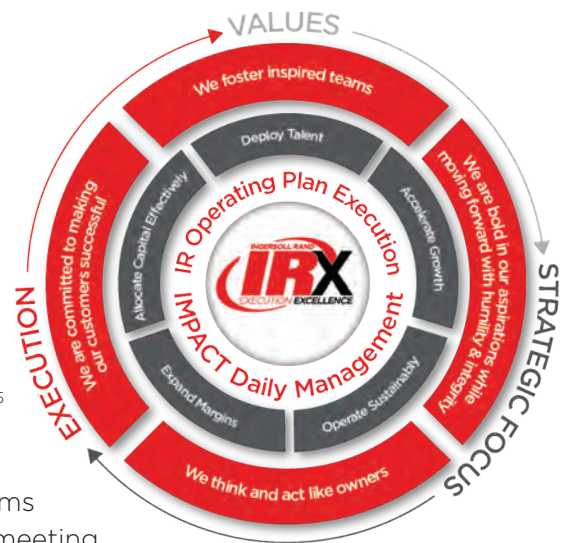 VALUES
We foster inspired teams
Deploy Talent
We are committed to making
our customers successful
Allocate Capital Effectively
IR Operating Plan Execution
Accelerate Growth
We are bold in our aspirations while
moving forward with humility & integrity
INGERSOLL RAND
IRX
EXECUTION EXCELLENCE
IMPACT Daily Management
EXECUTION
STRATEGIC FOCUS
Expand Margins
Operate Sustainably
We think and act like owners
ms
meeting